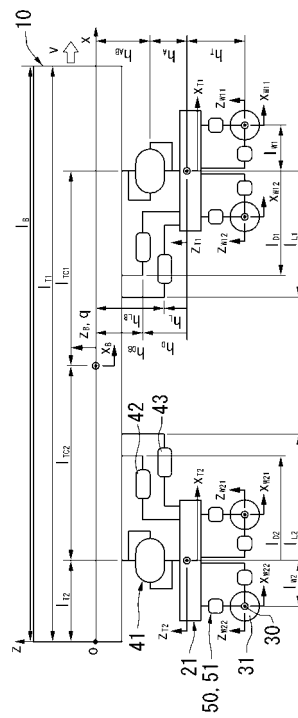 10
V
X
Z
O
l_B
l_T1
l_TC1
l_TC2
l_T2
Z_B, q
X_B
h_AB
h_A
h_T
h_LB
h_L
h_DB
h_D
X_T1
Z_T1
X_W11
Z_W11
X_W12
Z_W12
l_W1
l_D1
l_L1
42
43
41
X_T2
Z_T2
X_W21
Z_W21
X_W22
Z_W22
l_D2
l_L2
l_W2
21
50, 51
31
30